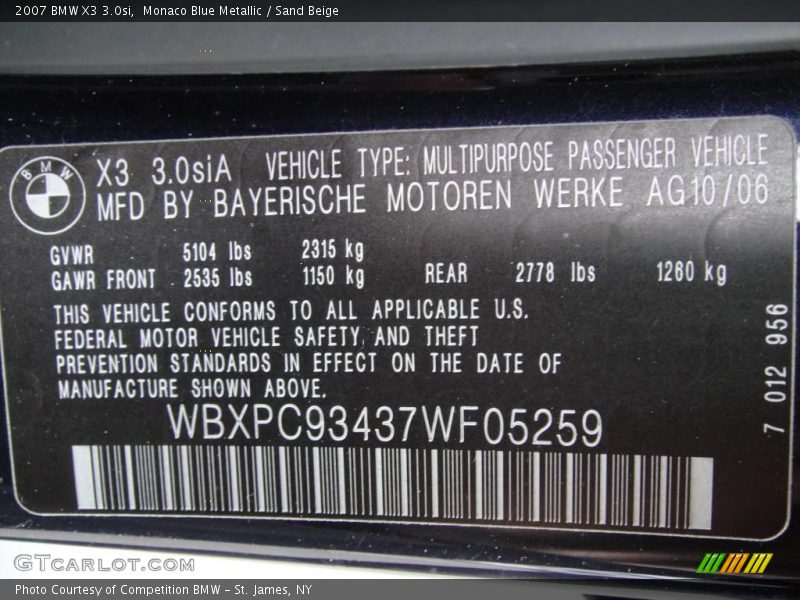 2007 BMW X3 3.0si, Monaco Blue Metallic / Sand Beige
BMW
X3 3.0siA VEHICLE TYPE: MULTIPURPOSE PASSENGER VEHICLE
MFD BY BAYERISCHE MOTOREN WERKE AG 10/06
GVWR 5104 lbs 2315 kg
GAWR FRONT 2535 lbs 1150 kg REAR 2778 lbs 1260 kg
THIS VEHICLE CONFORMS TO ALL APPLICABLE U.S.
FEDERAL MOTOR VEHICLE SAFETY AND THEFT
PREVENTION STANDARDS IN EFFECT ON THE DATE OF
MANUFACTURE SHOWN ABOVE.
WBXPC93437WF05259
7 012 956
GTCARLOT.COM
Photo Courtesy of Competition BMW – St. James, NY